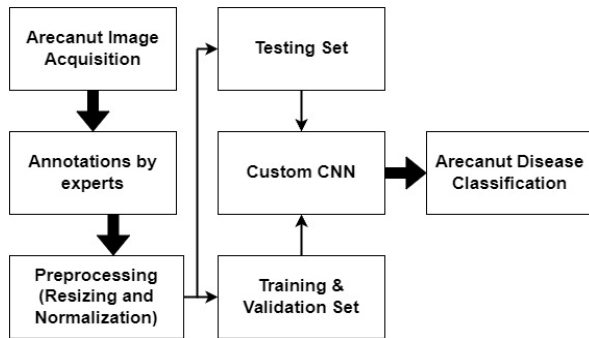 Arecanut Image
Acquisition
Testing Set
Annotations by
experts
Custom CNN
Arecanut Disease
Classification
Preprocessing
(Resizing and
Normalization)
Training &
Validation Set